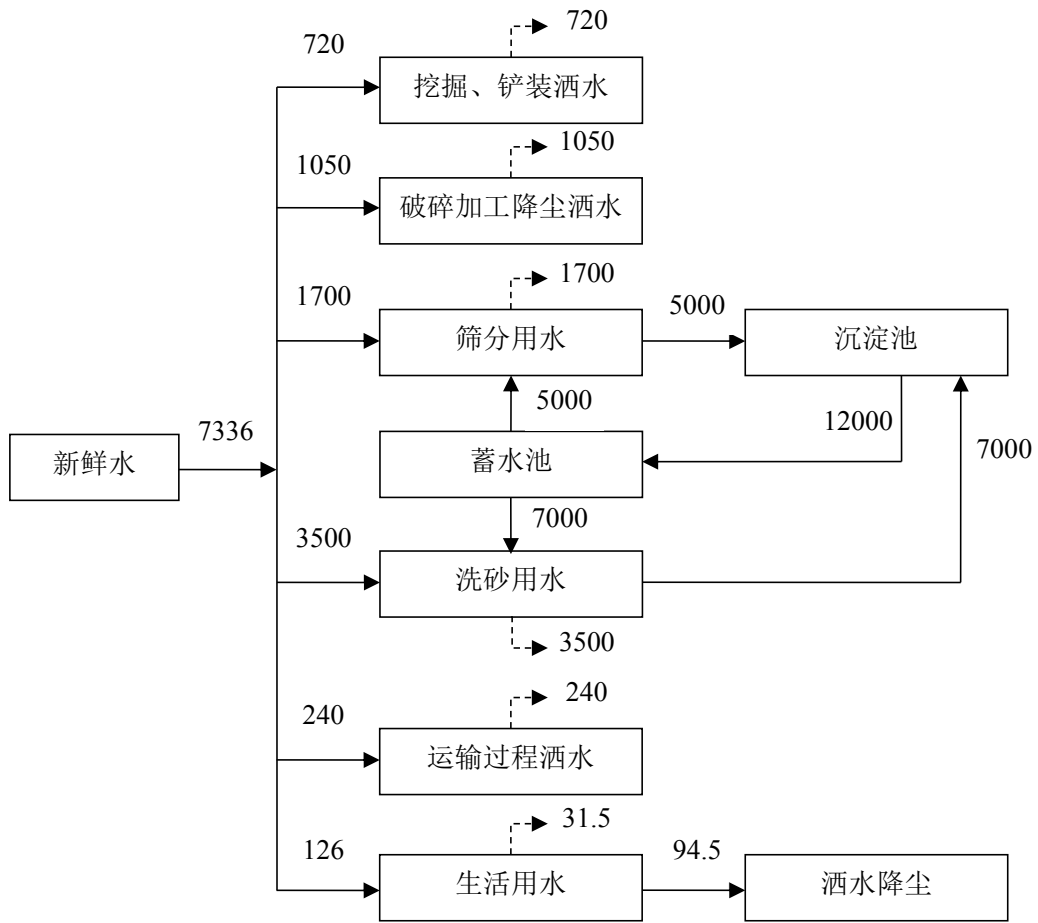 720
720
挖掘、铲装洒水
1050
1050
破碎加工降尘洒水
1700
1700
5000
筛分用水
沉淀池
5000
12000
7000
7336
新鲜水
蓄水池
7000
3500
洗砂用水
3500
240
240
运输过程洒水
31.5
126
94.5
生活用水
洒水降尘